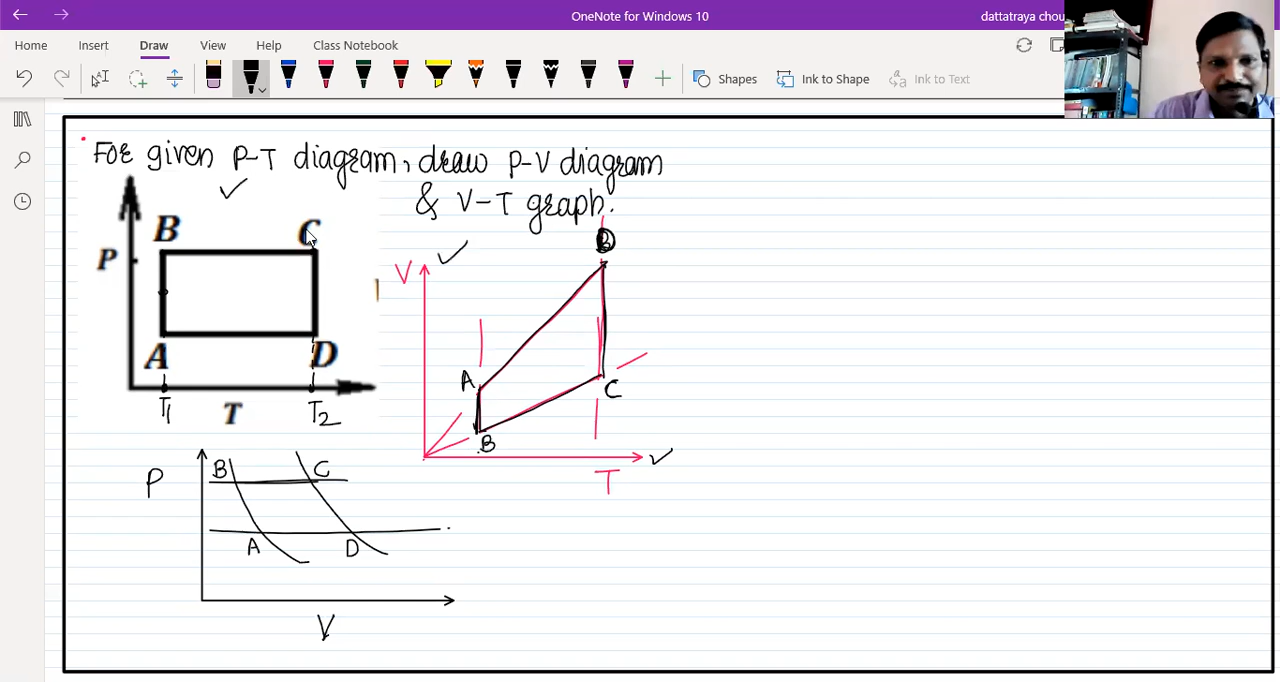 OneNote for Windows 10
dattatraya chou
Home Insert Draw View Help Class Notebook
Shapes Ink to Shape Ink to Text
For given P-T diagram, draw P-V diagram
& V-T graph.
B C
P
A D
T1 T T2
V
D
A
C
B
T
P
B C
A D
V